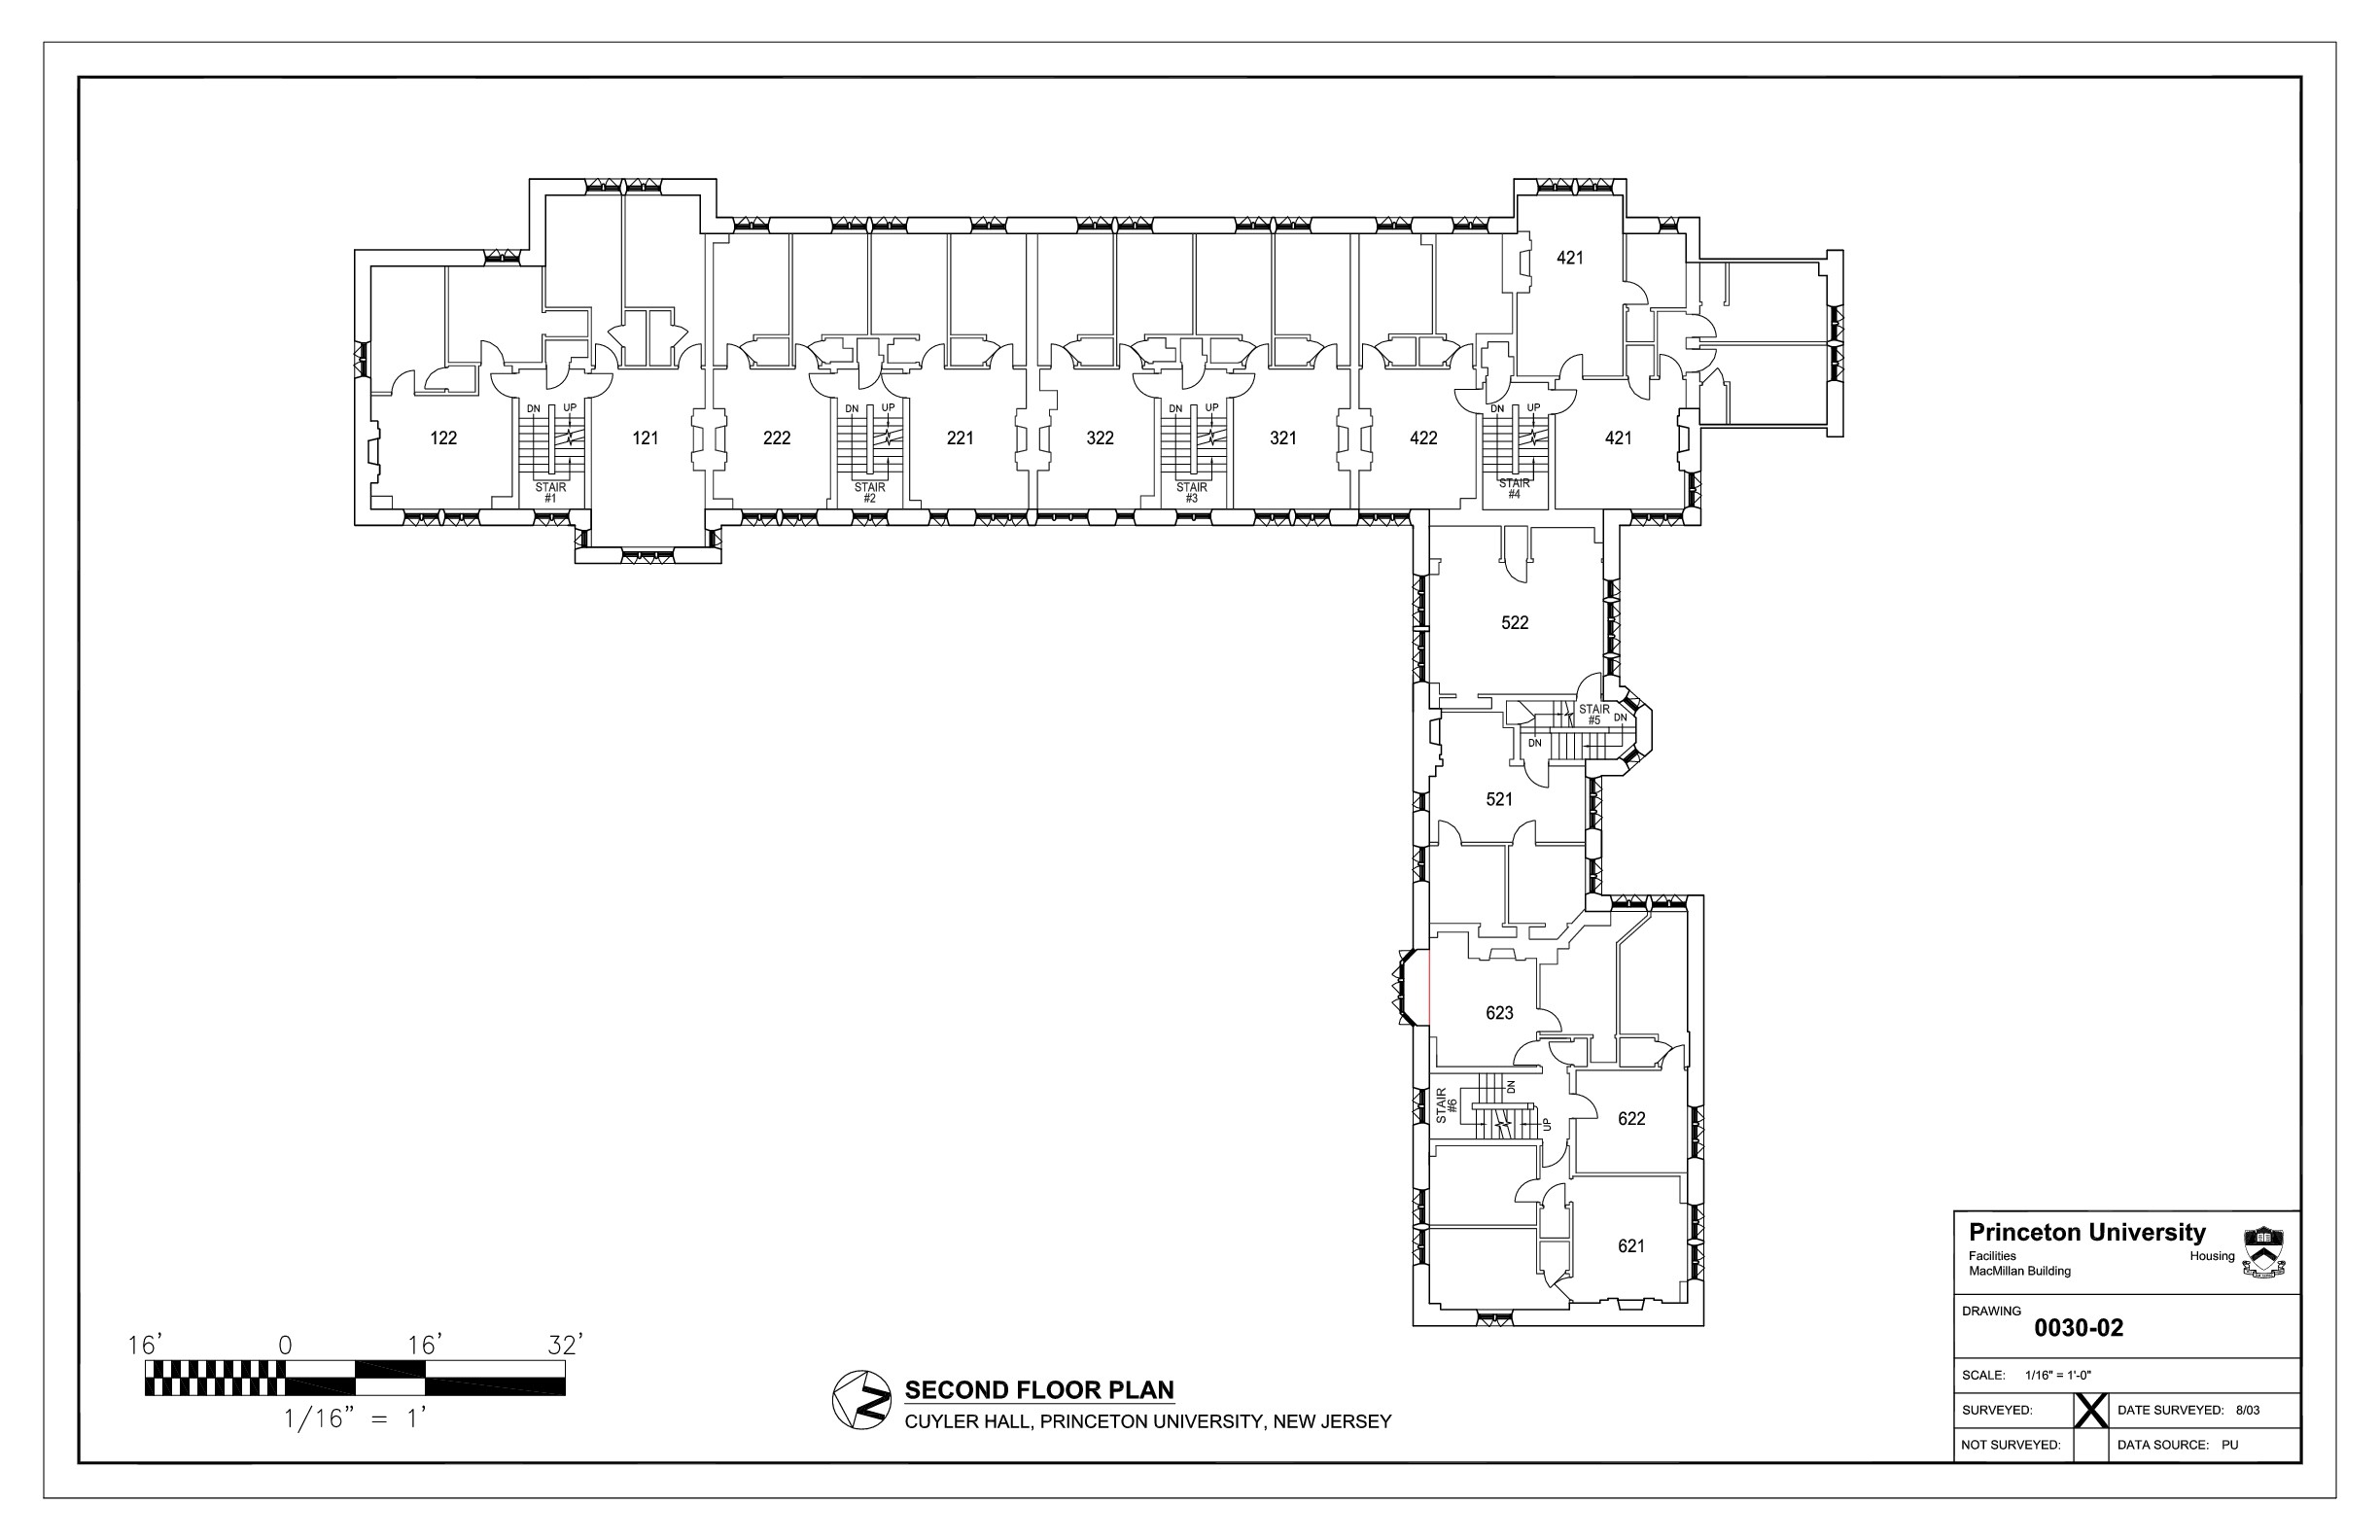 421
DN UP
DN UP
DN UP
DN UP
122
121
222
221
322
321
422
421
STAIR
#1
STAIR
#2
STAIR
#3
STAIR
#4
522
STAIR
#5
DN
DN
521
623
STAIR
#6
DN
UP
622
621
16' 0 16' 32'
1/16" = 1'
N
SECOND FLOOR PLAN
CUYLER HALL, PRINCETON UNIVERSITY, NEW JERSEY
Princeton University
Facilities Housing
MacMillan Building
DRAWING
0030-02
SCALE: 1/16" = 1'-0"
SURVEYED: X DATE SURVEYED: 8/03
NOT SURVEYED: DATA SOURCE: PU